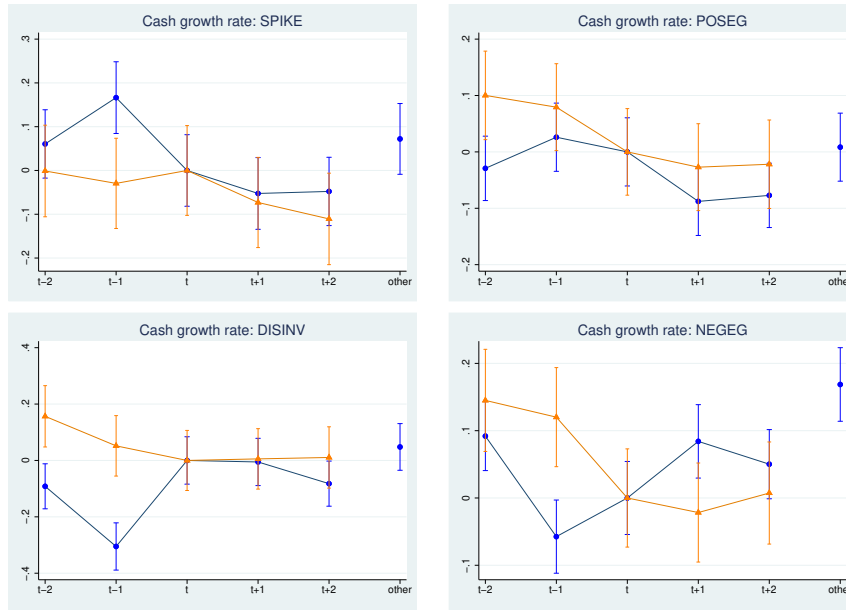 Cash growth rate: SPIKE
.3
.2
.1
0
−.1
−.2
t−2 t−1 t t+1 t+2 other
Cash growth rate: POSEG
.2
.1
0
−.1
−.2
t−2 t−1 t t+1 t+2 other
Cash growth rate: DISINV
.4
.2
0
−.2
−.4
t−2 t−1 t t+1 t+2 other
Cash growth rate: NEGEG
.2
.1
0
−.1
t−2 t−1 t t+1 t+2 other